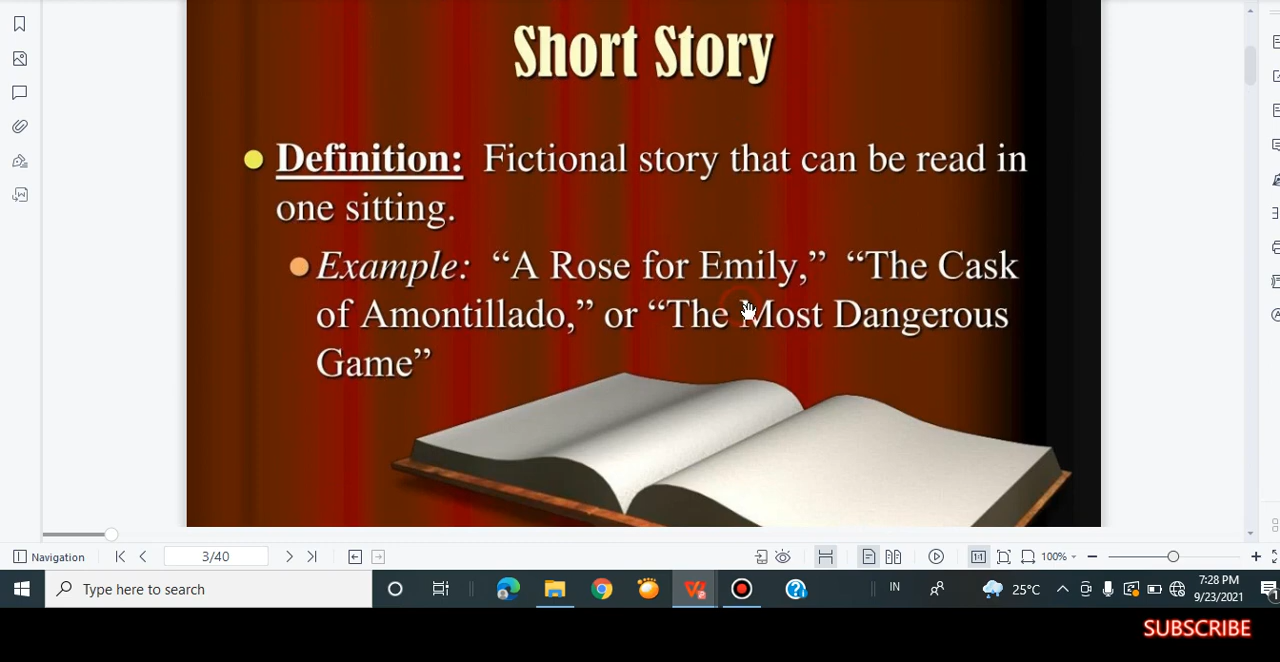 Short Story
Definition: Fictional story that can be read in
one sitting.
Example: “A Rose for Emily,” “The Cask
of Amontillado,” or “The Most Dangerous
Game”
Navigation
3/40
100%
Type here to search
IN
25°C
7:28 PM
9/23/2021
SUBSCRIBE